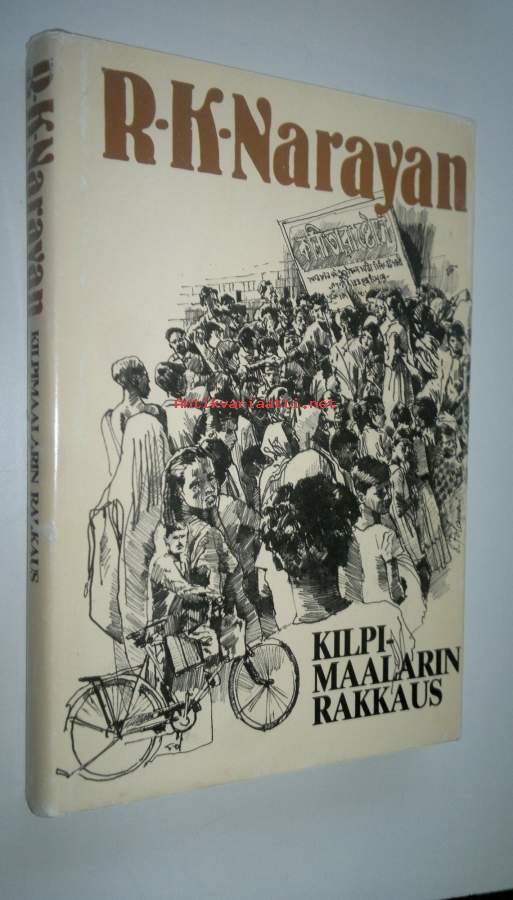 R·K·Narayan
KILPI-
MAALARIN
RAKKAUS
R·K·Narayan KILPIMAALARIN RAKKAUS
Antikvariaatti.net